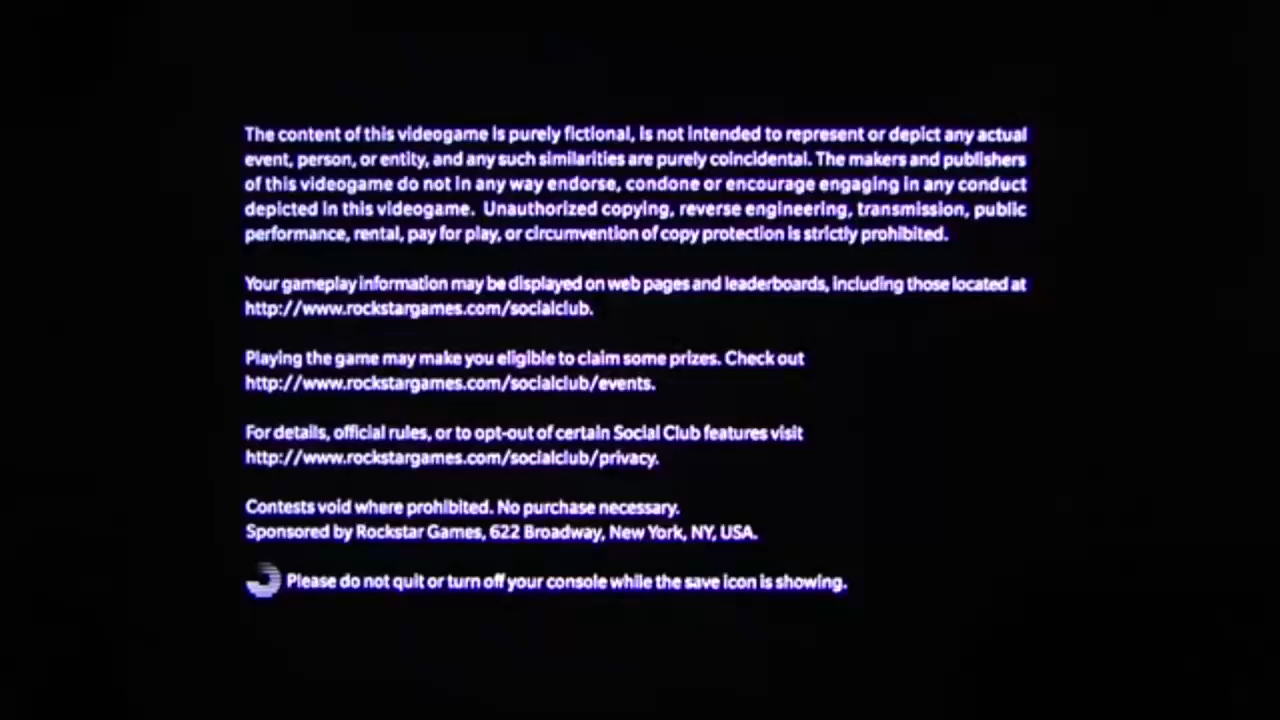 The content of this videogame is purely fictional, is not intended to represent or depict any actual
event, person, or entity, and any such similarities are purely coincidental. The makers and publishers
of this videogame do not in any way endorse, condone or encourage engaging in any conduct
depicted in this videogame. Unauthorized copying, reverse engineering, transmission, public
performance, rental, pay for play, or circumvention of copy protection is strictly prohibited.
Your gameplay information may be displayed on web pages and leaderboards, including those located at
http://www.rockstargames.com/socialclub.
Playing the game may make you eligible to claim some prizes. Check out
http://www.rockstargames.com/socialclub/events.
For details, official rules, or to opt-out of certain Social Club features visit
http://www.rockstargames.com/socialclub/privacy.
Contests void where prohibited. No purchase necessary.
Sponsored by Rockstar Games, 622 Broadway, New York, NY, USA.
Please do not quit or turn off your console while the save icon is showing.